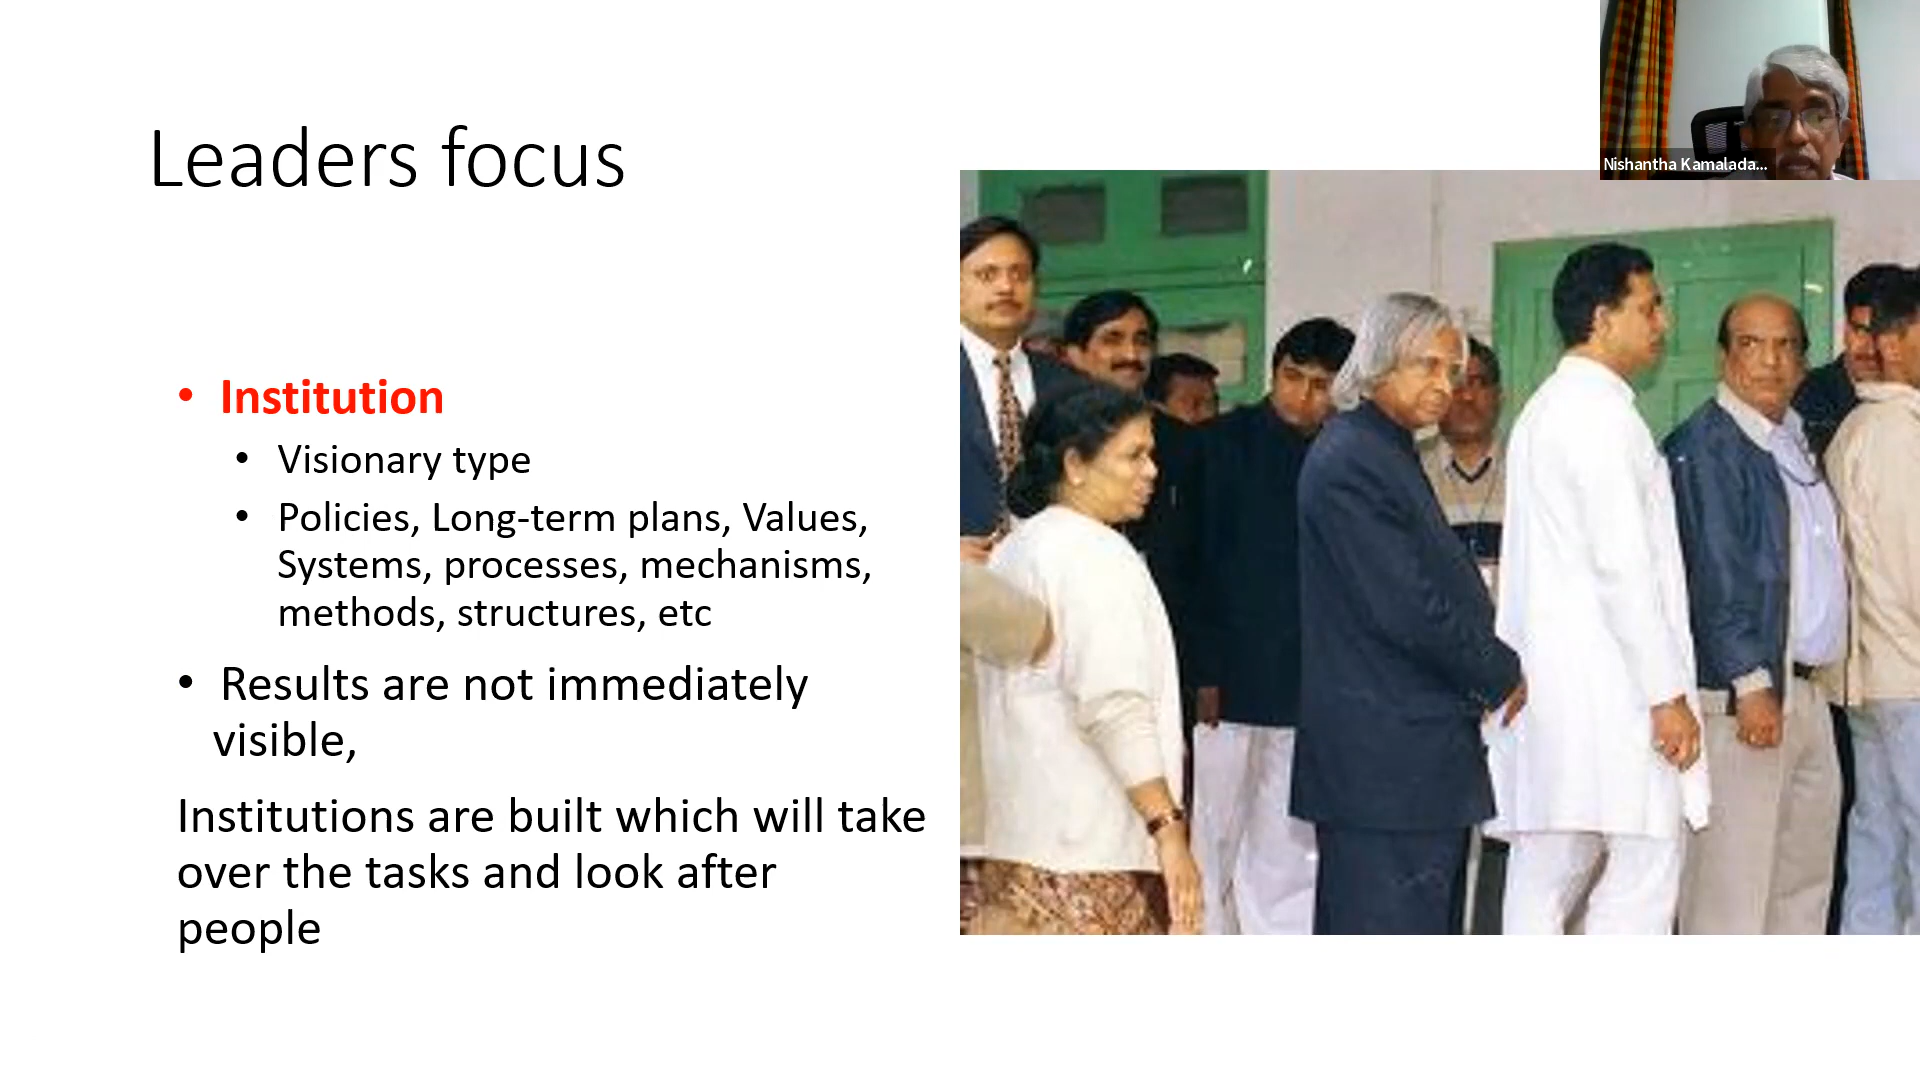 Nishantha Kamalada...
Leaders focus
• Institution
• Visionary type
• Policies, Long-term plans, Values,
Systems, processes, mechanisms,
methods, structures, etc
• Results are not immediately
visible,
Institutions are built which will take
over the tasks and look after
people